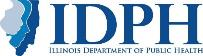 IDPH
ILLINOIS DEPARTMENT OF PUBLIC HEALTH